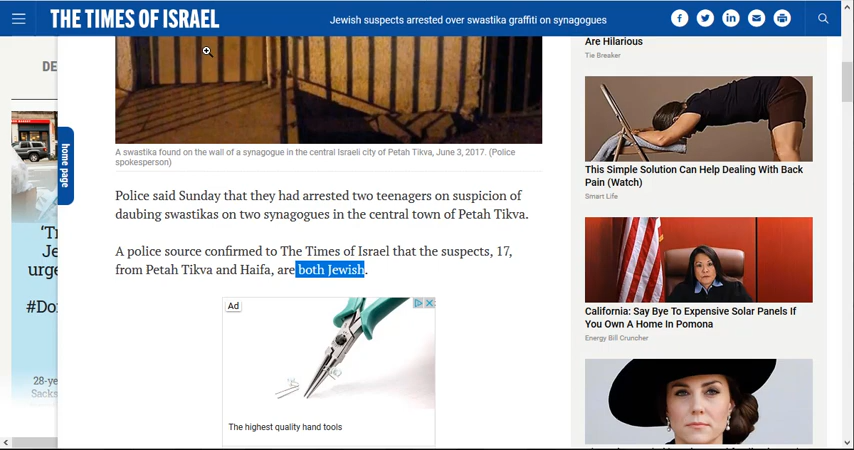 THE TIMES OF ISRAEL
Jewish suspects arrested over swastika graffiti on synagogues
DE
home page
'Tr
Je
urge
#Do
28-ye
Sacks
A swastika found on the wall of a synagogue in the central Israeli city of Petah Tikva, June 3, 2017. (Police
spokesperson)
Police said Sunday that they had arrested two teenagers on suspicion of
daubing swastikas on two synagogues in the central town of Petah Tikva.
A police source confirmed to The Times of Israel that the suspects, 17,
from Petah Tikva and Haifa, are both Jewish.
Ad
The highest quality hand tools
Are Hilarious
Tie Breaker
This Simple Solution Can Help Dealing With Back
Pain (Watch)
Smart Life
California: Say Bye To Expensive Solar Panels If
You Own A Home In Pomona
Energy Bill Cruncher